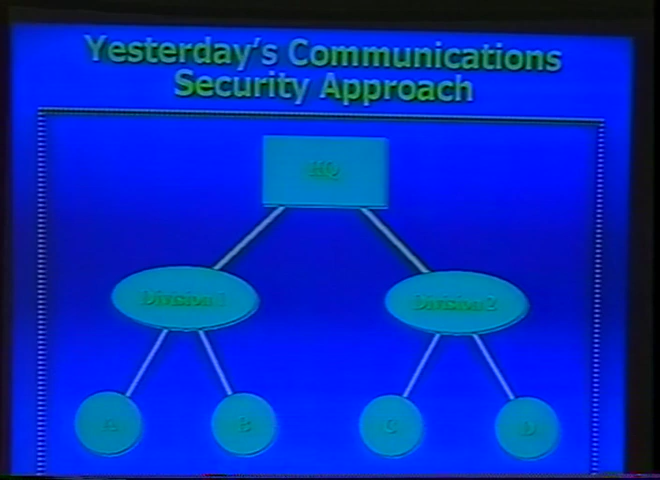 Yesterday's Communications
Security Approach
HQ
Division 1
Division 2
A
B
C
D